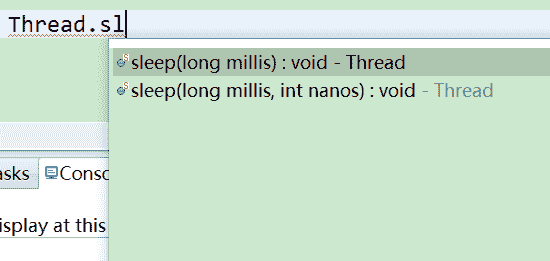 Thread.sl
sleep(long millis) : void - Thread
sleep(long millis, int nanos) : void - Thread
asks Conso
isplay at this